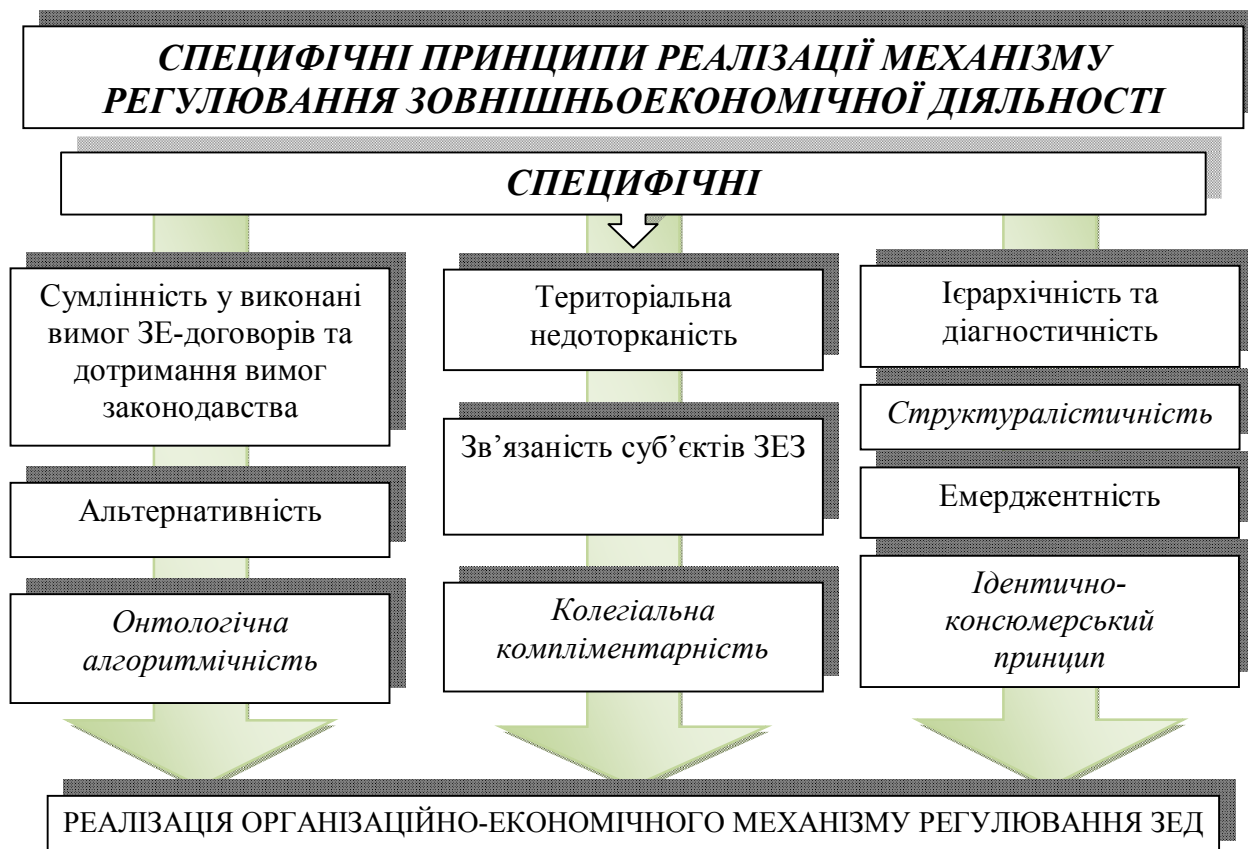 СПЕЦИФІЧНІ ПРИНЦИПИ РЕАЛІЗАЦІЇ МЕХАНІЗМУ
РЕГУЛЮВАННЯ ЗОВНІШНЬОЕКОНОМІЧНОЇ ДІЯЛЬНОСТІ
СПЕЦИФІЧНІ
Сумлінність у виконані
вимог ЗЕ-договорів та
дотримання вимог
законодавства
Альтернативність
Онтологічна
алгоритмічність
Територіальна
недоторканість
Зв’язаність суб’єктів ЗЕЗ
Колегіальна
компліментарність
Ієрархічність та
діагностичність
Структуралістичність
Емерджентність
Ідентично-
консюмерський
принцип
РЕАЛІЗАЦІЯ ОРГАНІЗАЦІЙНО-ЕКОНОМІЧНОГО МЕХАНІЗМУ РЕГУЛЮВАННЯ ЗЕД